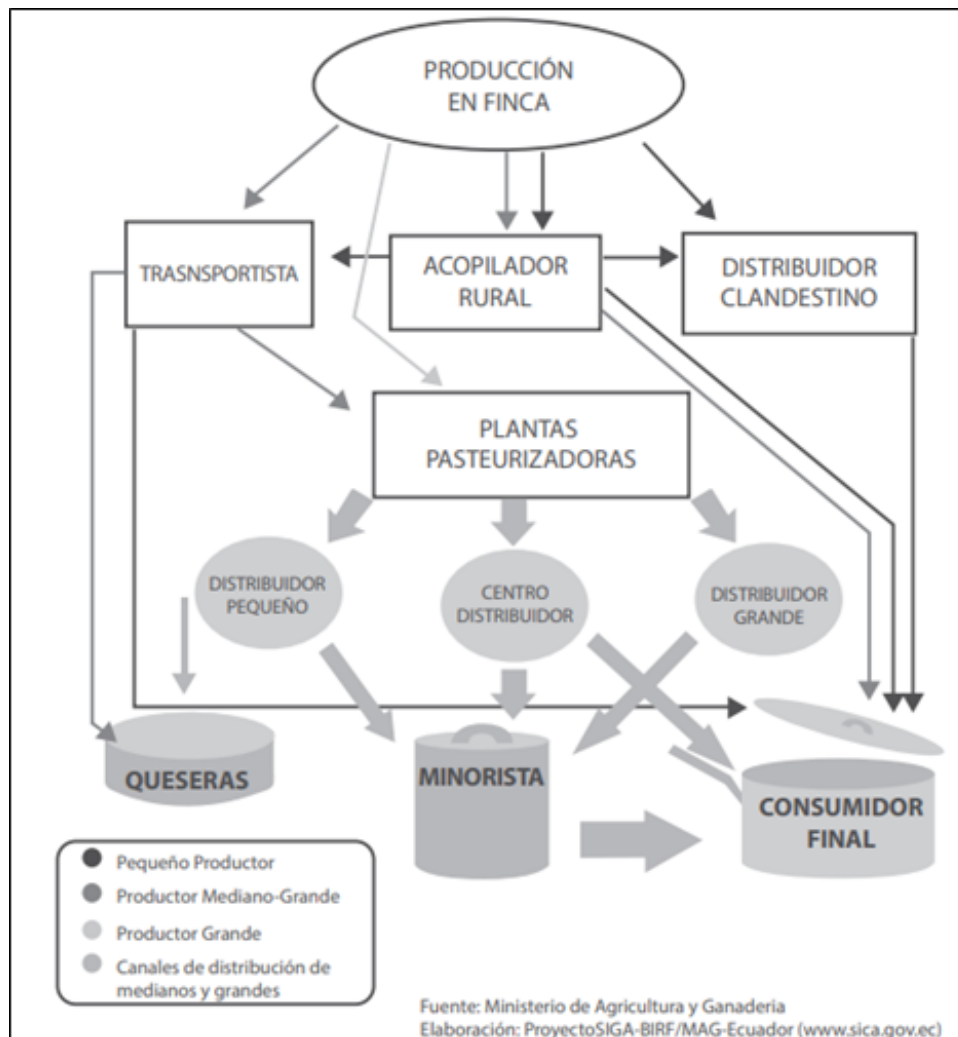 PRODUCCIÓN
EN FINCA
TRASNSPORTISTA
ACOPILADOR
RURAL
DISTRIBUIDOR
CLANDESTINO
PLANTAS
PASTEURIZADORAS
DISTRIBUIDOR
PEQUEÑO
CENTRO
DISTRIBUIDOR
DISTRIBUIDOR
GRANDE
QUESERAS
MINORISTA
CONSUMIDOR
FINAL
Pequeño Productor
Productor Mediano-Grande
Productor Grande
Canales de distribución de
medianos y grandes
Fuente: Ministerio de Agricultura y Ganaderia
Elaboración: ProyectoSIGA-BIRF/MAG-Ecuador (www.sica.gov.ec)